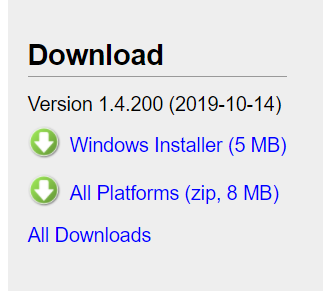 Download
Version 1.4.200 (2019-10-14)
Windows Installer (5 MB)
All Platforms (zip, 8 MB)
All Downloads